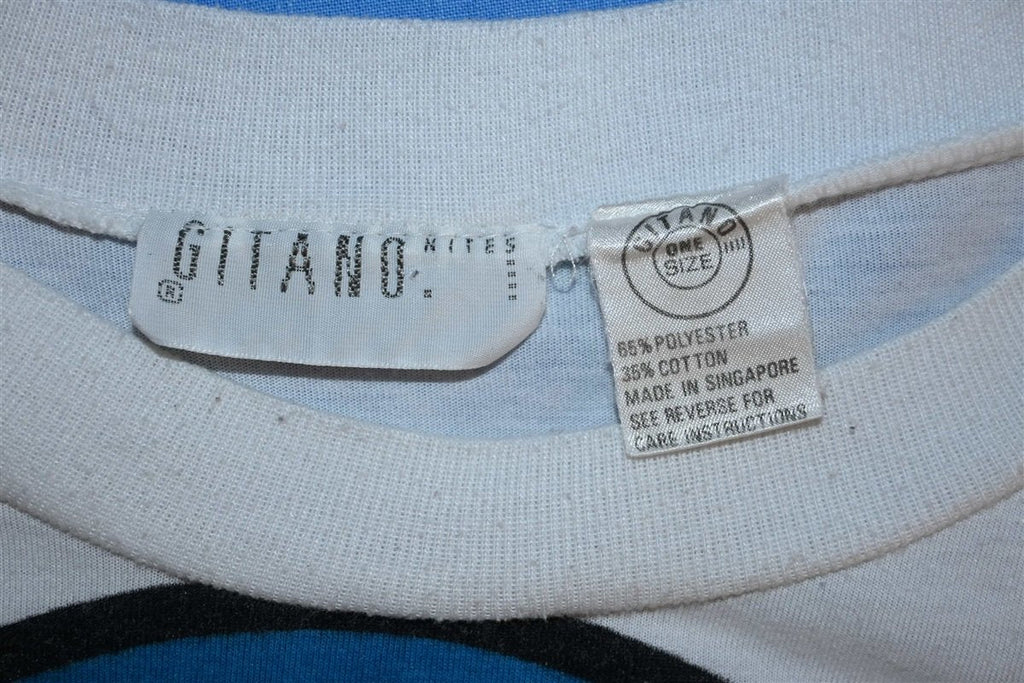 GITANO.
NITES
®
GITANO
ONE
SIZE
65% POLYESTER
35% COTTON
MADE IN SINGAPORE
SEE REVERSE FOR
CARE INSTRUCTIONS